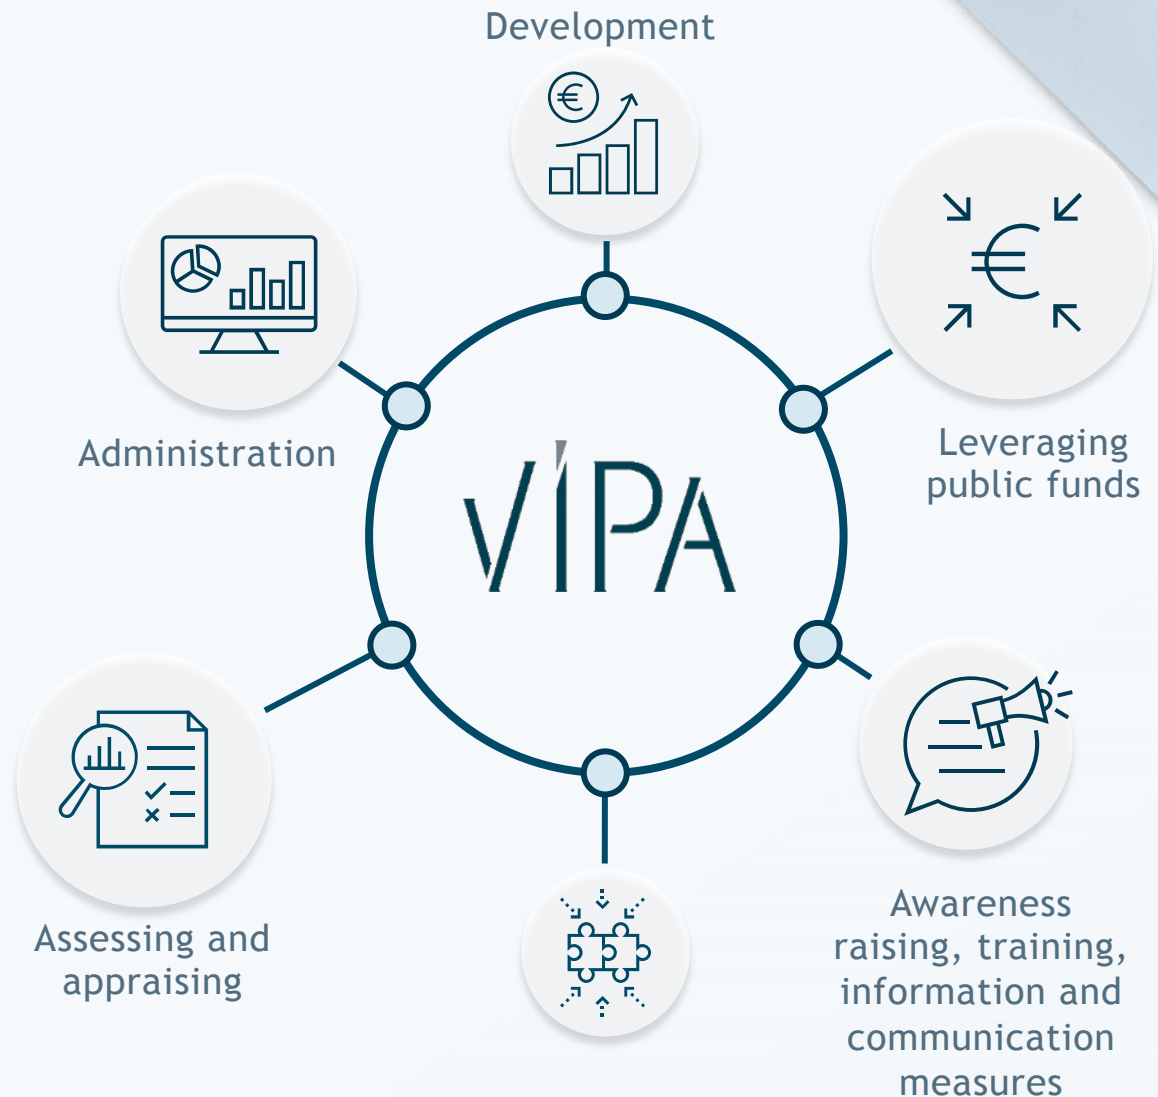 Development
Administration
Leveraging
public funds
VIPA
Assessing and
appraising
Awareness
raising, training,
information and
communication
measures